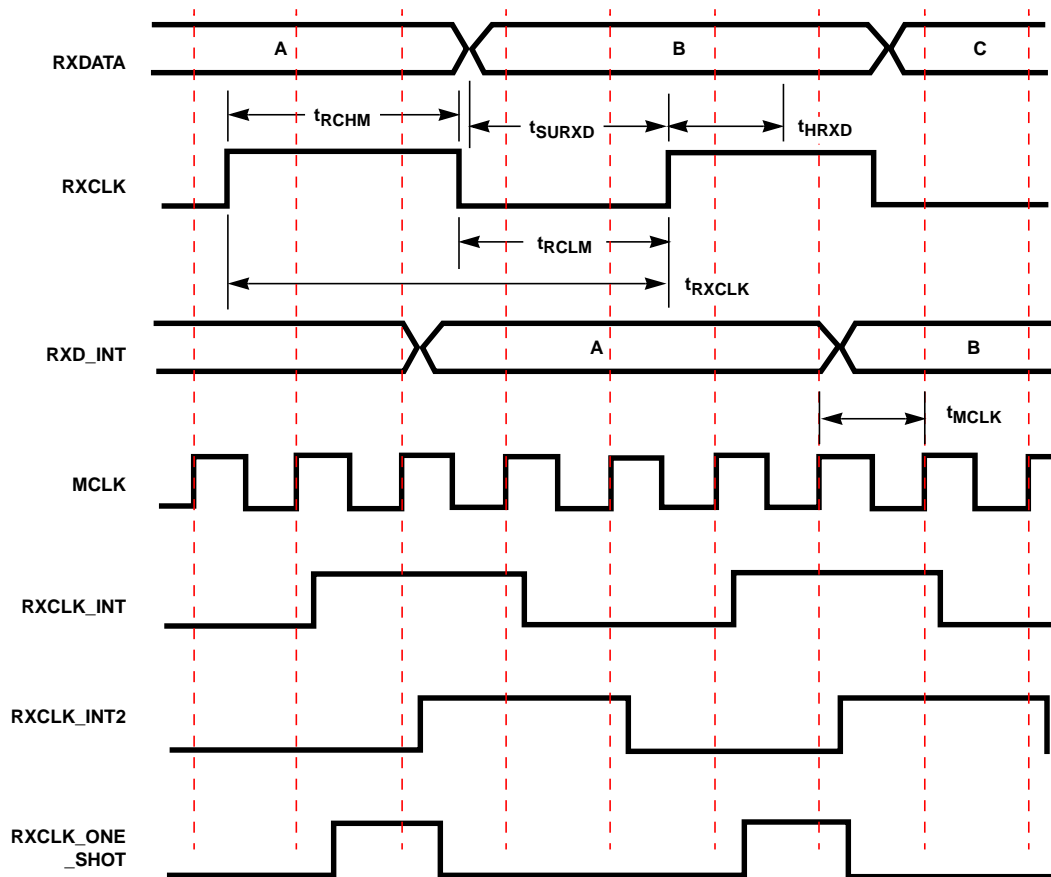 RXDATA
A
B
C
tRCHM
tSURXD
tHRXD
RXCLK
tRCLM
tRXCLK
RXD_INT
A
B
tMCLK
MCLK
RXCLK_INT
RXCLK_INT2
RXCLK_ONE
_SHOT